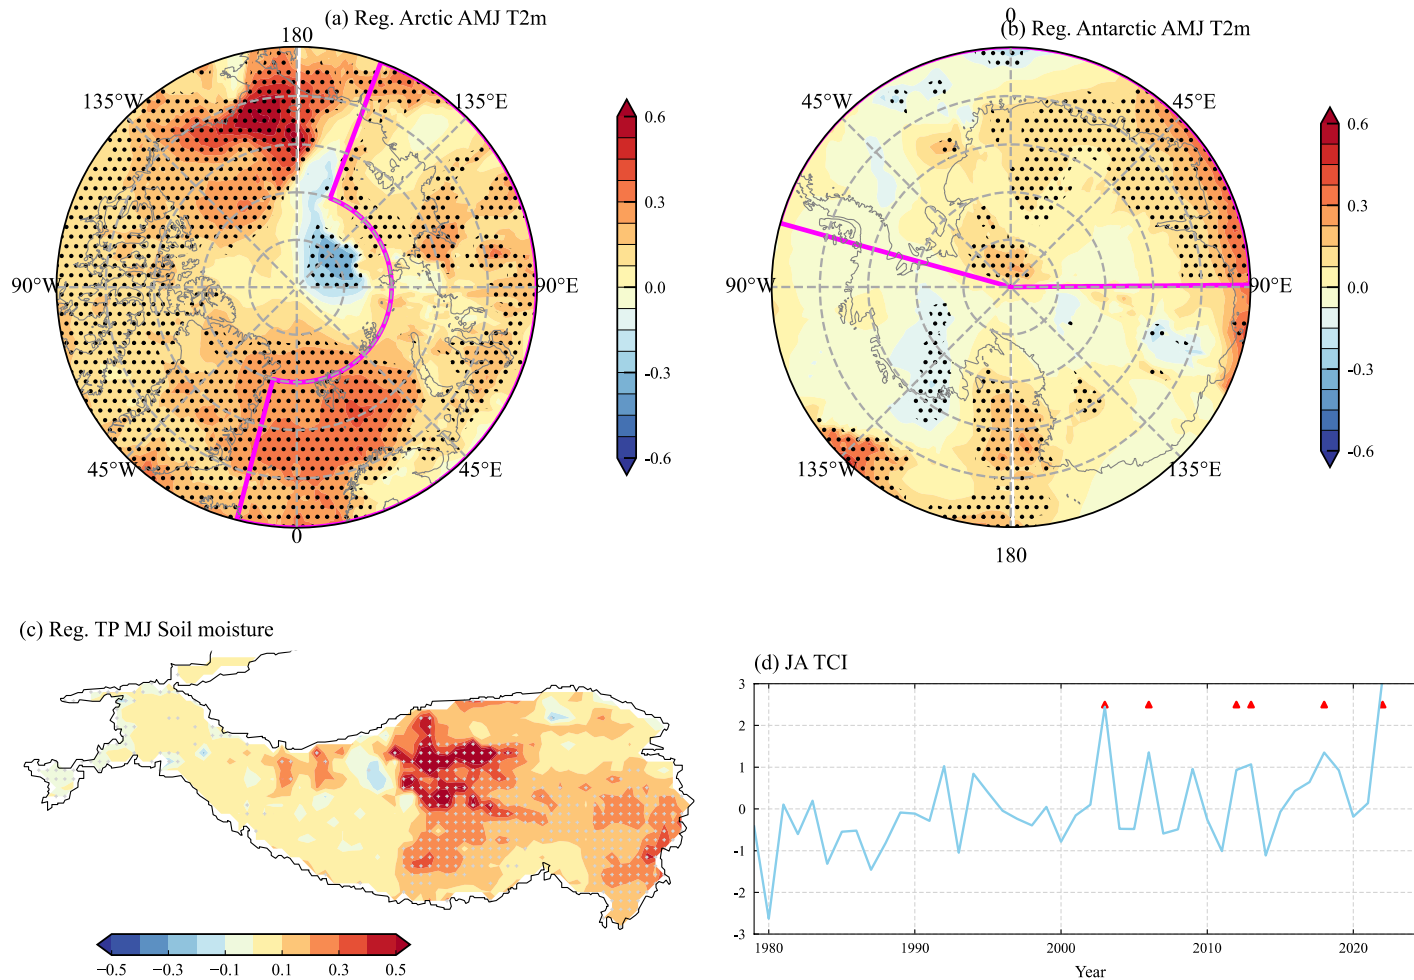 (a) Reg. Arctic AMJ T2m
180
135°W
135°E
90°W
90°E
45°W
45°E
0
0.6
0.3
0.0
-0.3
-0.6
0
(b) Reg. Antarctic AMJ T2m
45°W
45°E
90°W
90°E
135°W
135°E
180
0.6
0.3
0.0
-0.3
-0.6
(c) Reg. TP MJ Soil moisture
−0.5
−0.3
−0.1
0.1
0.3
0.5
(d) JA TCI
3
2
1
0
-1
-2
-3
1980
1990
2000
2010
2020
Year